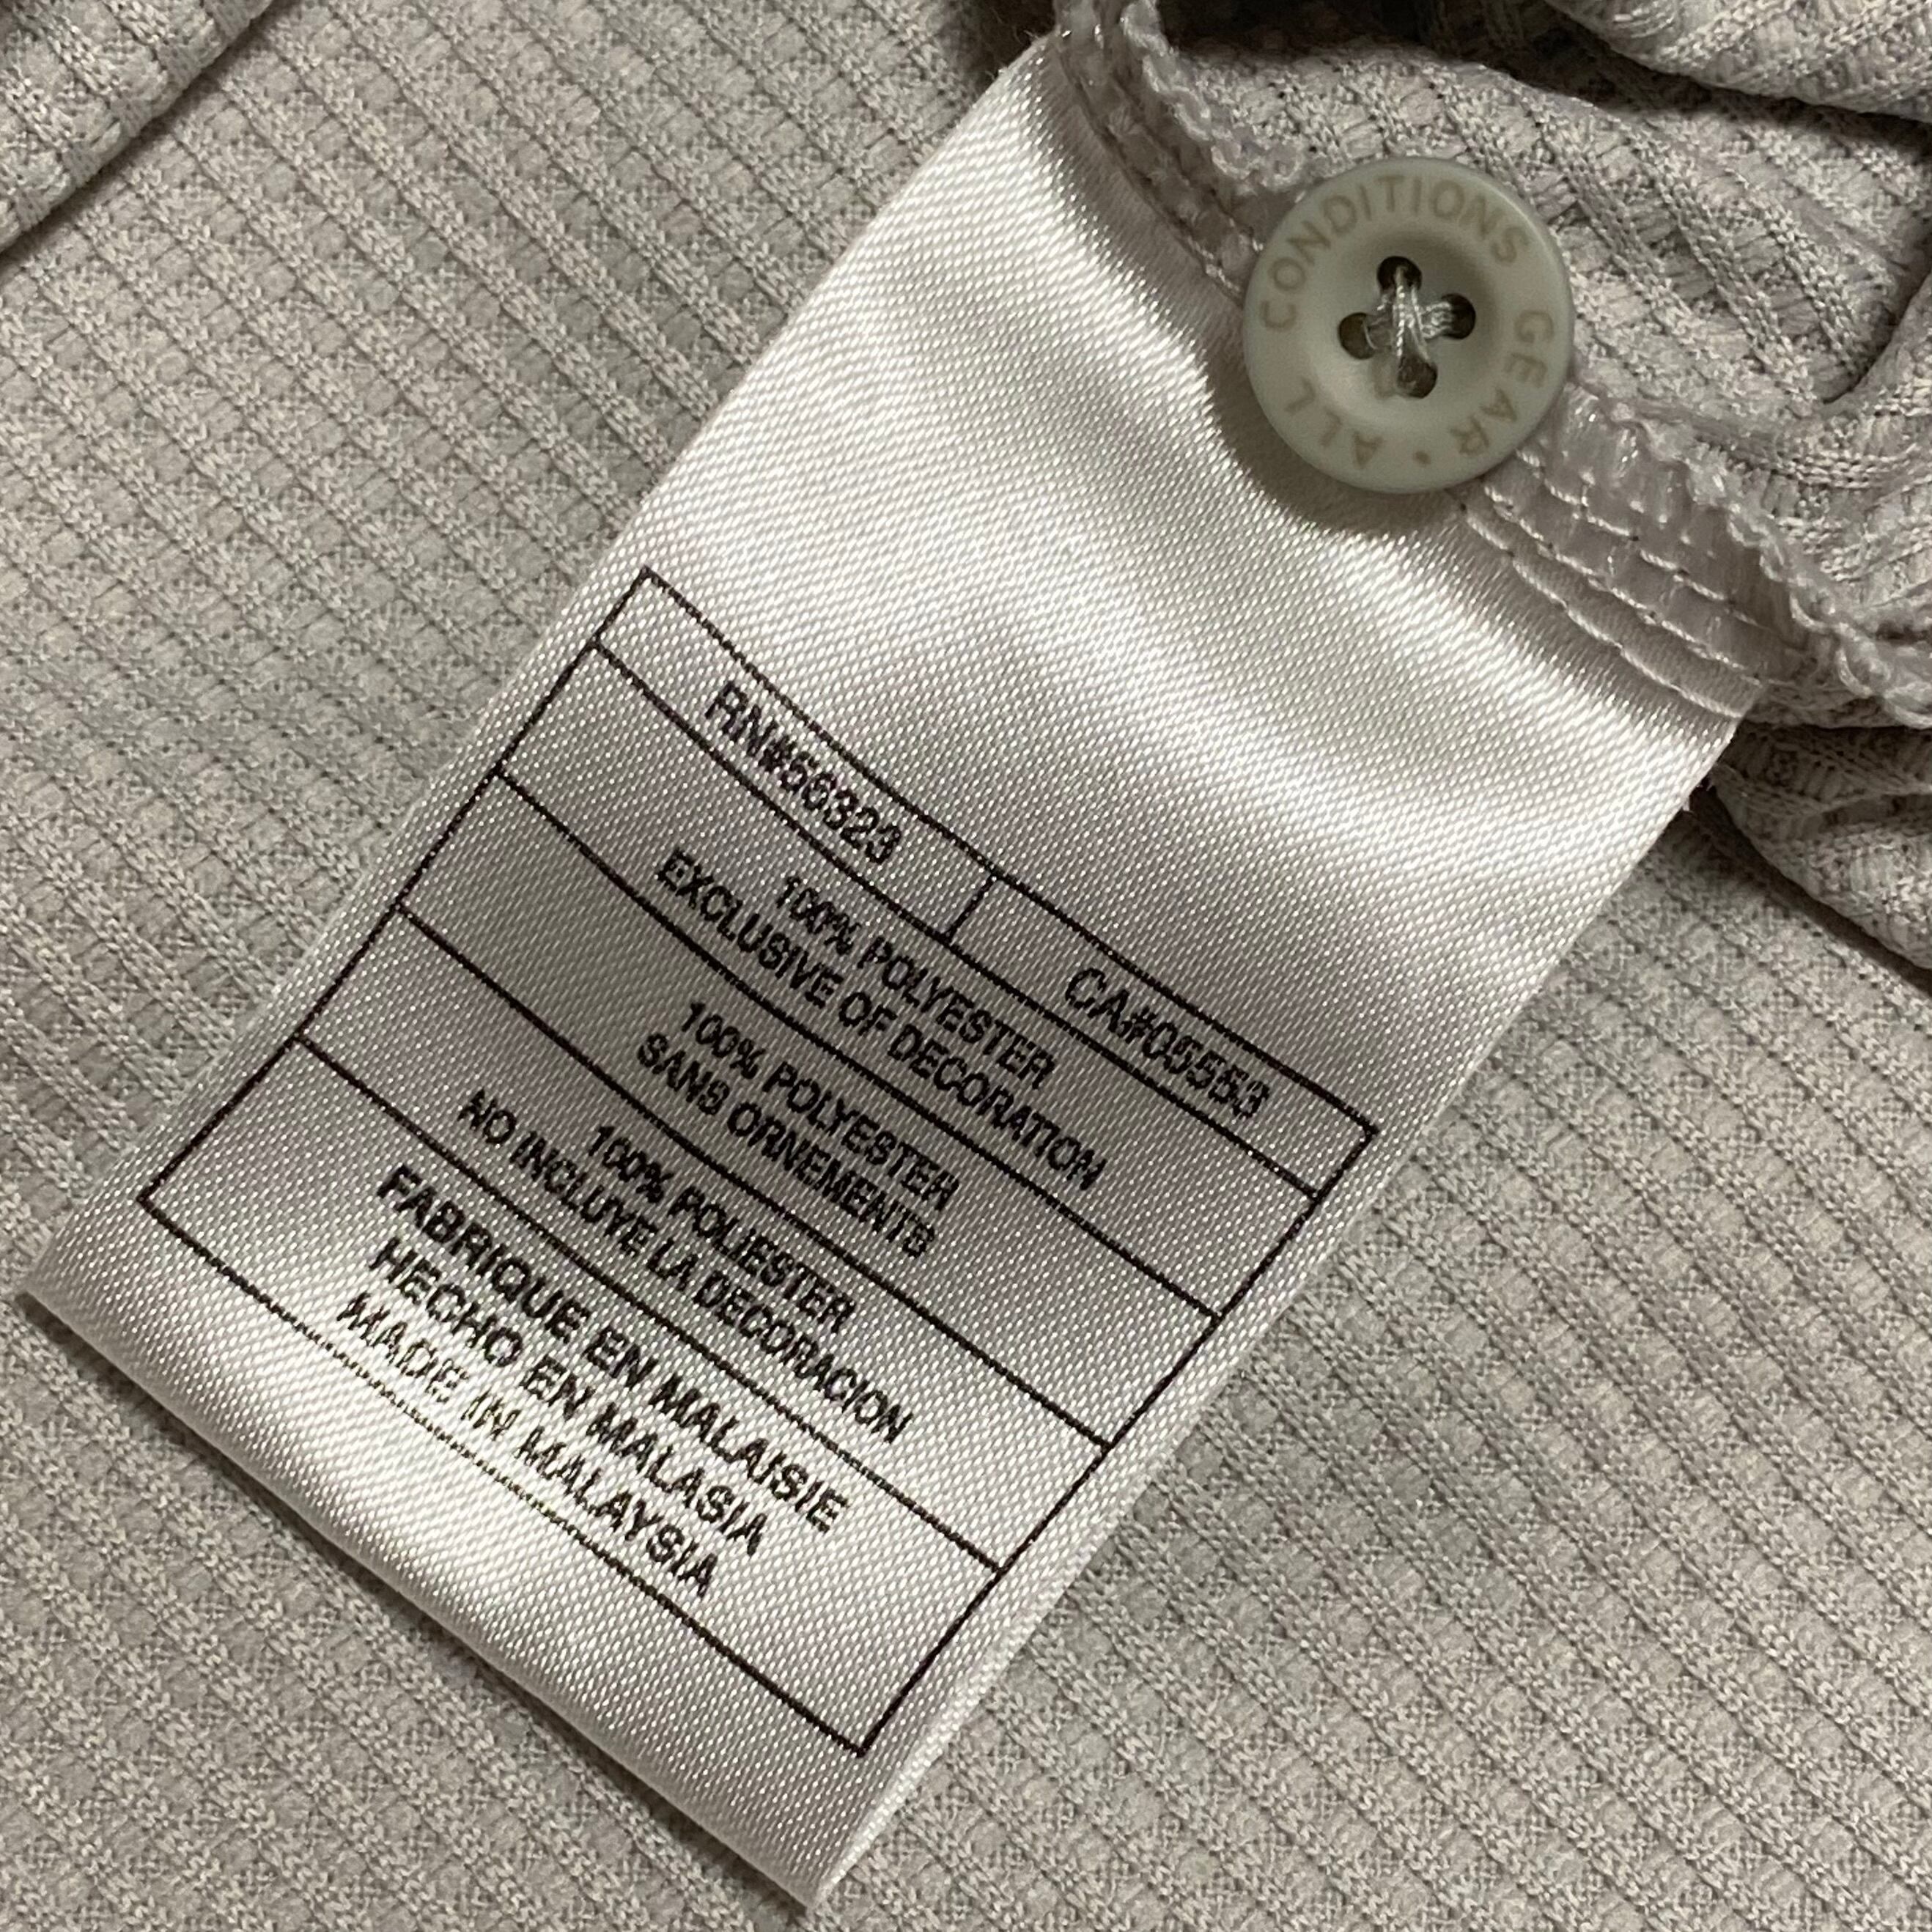 ALL CONDITIONS GEAR •
RN#56323 CA#05553
100% POLYESTER
EXCLUSIVE OF DECORATION
100% POLYESTER
SANS ORNEMENTS
100% POLIESTER
NO INCLUYE LA DECORACION
FABRIQUE EN MALAISIE
HECHO EN MALASIA
MADE IN MALAYSIA